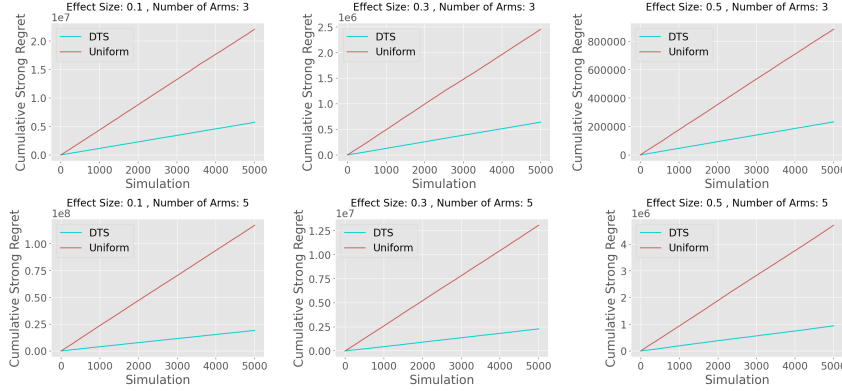 Effect Size: 0.1 , Number of Arms: 3
1e7
Cumulative Strong Regret
2.0
1.5
1.0
0.5
0.0
DTS
Uniform
0 1000 2000 3000 4000 5000
Simulation
Effect Size: 0.3 , Number of Arms: 3
1e6
Cumulative Strong Regret
2.5
2.0
1.5
1.0
0.5
0.0
DTS
Uniform
0 1000 2000 3000 4000 5000
Simulation
Effect Size: 0.5 , Number of Arms: 3
Cumulative Strong Regret
800000
600000
400000
200000
0
DTS
Uniform
0 1000 2000 3000 4000 5000
Simulation
Effect Size: 0.1 , Number of Arms: 5
1e8
Cumulative Strong Regret
1.00
0.75
0.50
0.25
0.00
DTS
Uniform
0 1000 2000 3000 4000 5000
Simulation
Effect Size: 0.3 , Number of Arms: 5
1e7
Cumulative Strong Regret
1.25
1.00
0.75
0.50
0.25
0.00
DTS
Uniform
0 1000 2000 3000 4000 5000
Simulation
Effect Size: 0.5 , Number of Arms: 5
1e6
Cumulative Strong Regret
4
3
2
1
0
DTS
Uniform
0 1000 2000 3000 4000 5000
Simulation